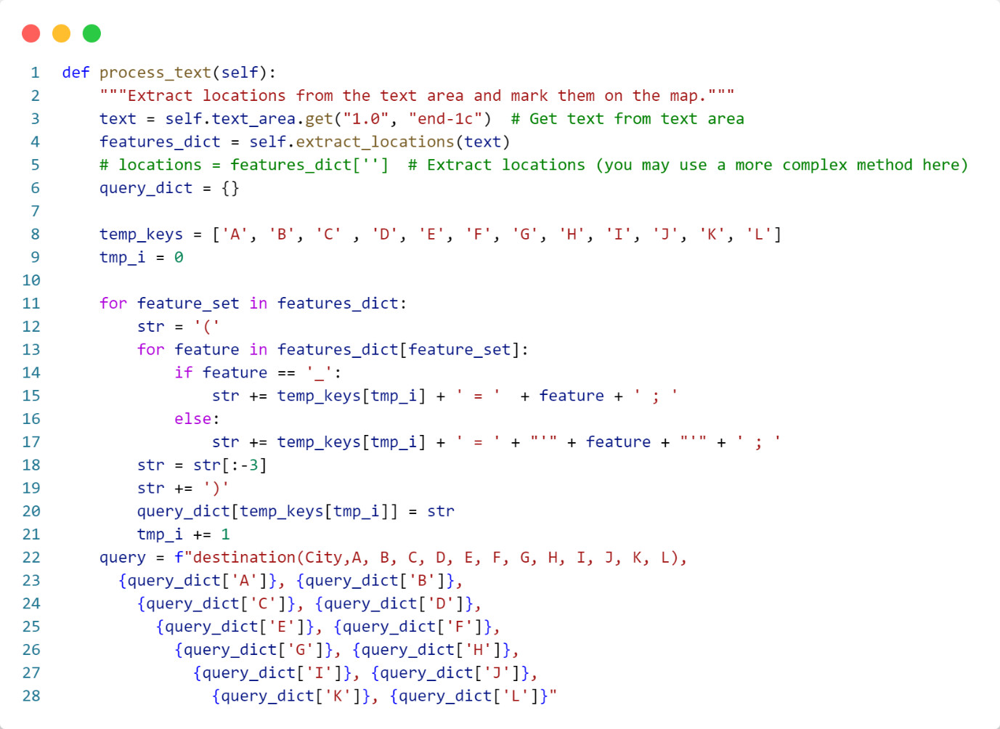 1 def process_text(self):
2     """Extract locations from the text area and mark them on the map."""
3     text = self.text_area.get("1.0", "end-1c")  # Get text from text area
4     features_dict = self.extract_locations(text)
5     # locations = features_dict['']  # Extract locations (you may use a more complex method here)
6     query_dict = {}
7
8     temp_keys = ['A', 'B', 'C' , 'D', 'E', 'F', 'G', 'H', 'I', 'J', 'K', 'L']
9     tmp_i = 0
10
11     for feature_set in features_dict:
12         str = '('
13         for feature in features_dict[feature_set]:
14             if feature == '_':
15                 str += temp_keys[tmp_i] + ' = '  + feature + ' ; '
16             else:
17                 str += temp_keys[tmp_i] + ' = ' + "'" + feature + "'" + ' ; '
18         str = str[:-3]
19         str += ')'
20         query_dict[temp_keys[tmp_i]] = str
21         tmp_i += 1
22     query = f"destination(City,A, B, C, D, E, F, G, H, I, J, K, L),
23       {query_dict['A']}, {query_dict['B']},
24         {query_dict['C']}, {query_dict['D']},
25           {query_dict['E']}, {query_dict['F']},
26             {query_dict['G']}, {query_dict['H']},
27               {query_dict['I']}, {query_dict['J']},
28                 {query_dict['K']}, {query_dict['L']}"